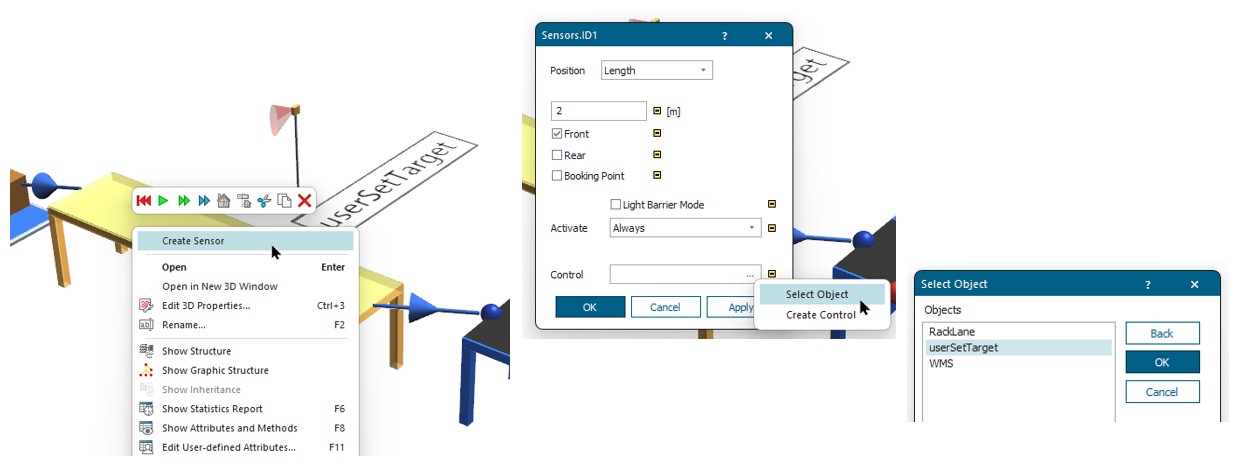 userSetTarget
Create Sensor
Open Enter
Open in New 3D Window
Edit 3D Properties... Ctrl+3
Rename... F2
Show Structure
Show Graphic Structure
Show Inheritance
Show Statistics Report F6
Show Attributes and Methods F8
Edit User-defined Attributes... F11
get
Sensors.ID1 ?
Position Length
2 [m]
Front
Rear
Booking Point
Light Barrier Mode
Activate Always
Control ...
OK Cancel Apply
Select Object
Create Control
Select Object ?
Objects
RackLane
userSetTarget
WMS
Back
OK
Cancel